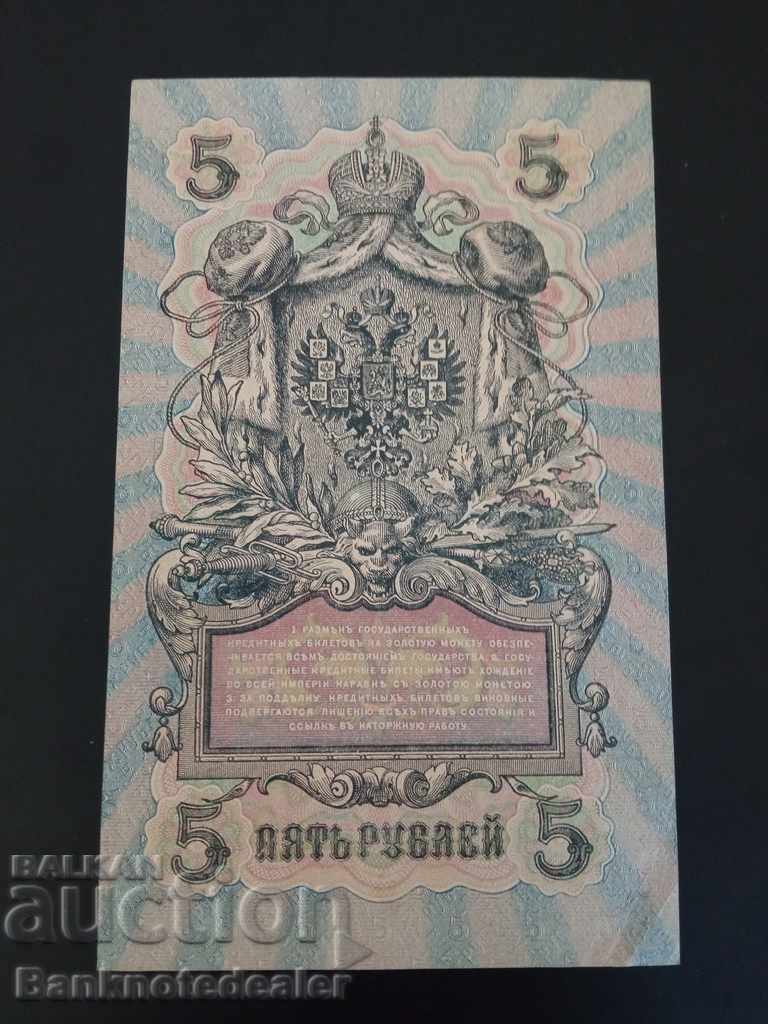 5 5
1. РАЗМѢНЪ ГОСУДАРСТВЕННЫХЪ
КРЕДИТНЫХЪ БИЛЕТОВЪ НА ЗОЛОТУЮ МОНЕТУ ОБЕЗПЕ-
ЧИВАЕТСЯ ВСѢМЪ ДОСТОЯНІЕМЪ ГОСУДАРСТВА. 2. ГОСУ-
ДАРСТВЕННЫЕ КРЕДИТНЫЕ БИЛЕТЫ ИМѢЮТЪ ХОЖДЕНІЕ
ВО ВСЕЙ ИМПЕРІИ НАРАВНѢ СЪ ЗОЛОТОЮ МОНЕТОЮ.
3. ЗА ПОДДѢЛКУ КРЕДИТНЫХЪ БИЛЕТОВЪ ВИНОВНЫЕ
ПОДВЕРГАЮТСЯ ЛИШЕНІЮ ВСѢХЪ ПРАВЪ СОСТОЯНІЯ И
ССЫЛКѢ ВЪ КАТОРЖНУЮ РАБОТУ.
5 ПЯТЬ РУБЛЕЙ 5
BALKAN
auction
Banknotedealer